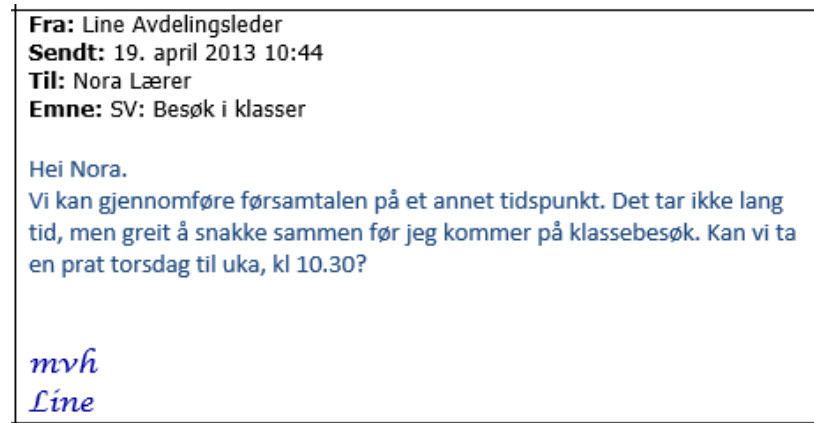 Fra: Line Avdelingsleder
Sendt: 19. april 2013 10:44
Til: Nora Lærer
Emne: SV: Besøk i klasser
Hei Nora.
Vi kan gjennomføre førsamtalen på et annet tidspunkt. Det tar ikke lang
tid, men greit å snakke sammen før jeg kommer på klassebesøk. Kan vi ta
en prat torsdag til uka, kl 10.30?
mvh
Line